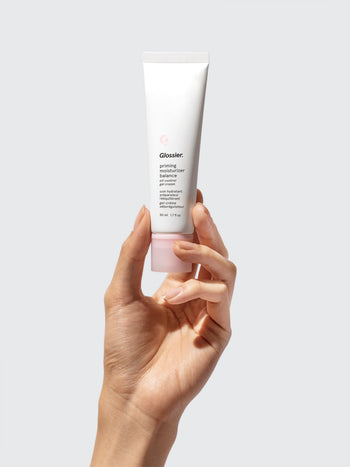 Glossier.
priming
moisturizer
balance
oil-control
gel-cream
soin hydratant
préparateur
rééquilibrant
gel-crème
séborégulateur
50 ml 1.7 fl oz